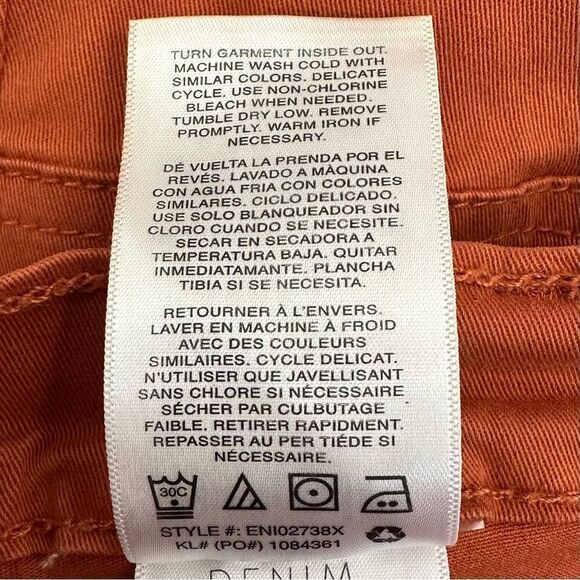 TURN GARMENT INSIDE OUT.
MACHINE WASH COLD WITH
SIMILAR COLORS. DELICATE
CYCLE. USE NON-CHLORINE
BLEACH WHEN NEEDED.
TUMBLE DRY LOW. REMOVE
PROMPTLY. WARM IRON IF
NECESSARY.
DÉ VUELTA LA PRENDA POR EL
REVÉS. LAVADO A MÀQUINA
CON AGUA FRIA CON COLORES
SIMILARES. CICLO DELICADO.
USE SOLO BLANQUEADOR SIN
CLORO CUANDO SE NECESITE.
SECAR EN SECADORA A
TEMPERATURA BAJA. QUITAR
INMEDIATAMENTE. PLANCHA
TIBIA SI SE NECESITA.
RETOURNER À L'ENVERS.
LAVER EN MACHINE À FROID
AVEC DES COULEURS
SIMILAIRES. CYCLE DELICAT.
N'UTILISER QUE JAVELLISANT
SANS CHLORE SI NÉCESSAIRE.
SÉCHER PAR CULBUTAGE
FAIBLE. RETIRER RAPIDMENT.
REPASSER AU PER TIÉDE SI
NÉCESSAIRE.
30C
STYLE #: ENI02738X
KL# (PO#) 1084361
DENIM